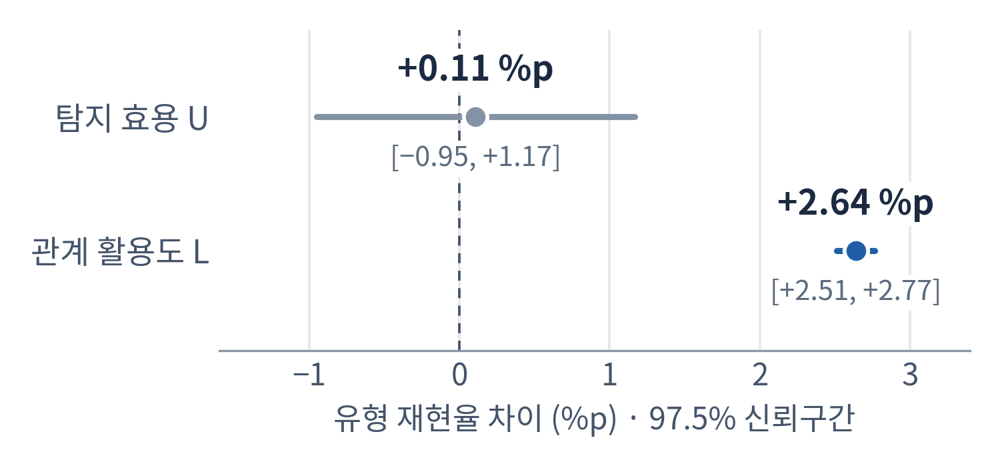 +0.11 %p
탐지 효용 U
[−0.95, +1.17]
+2.64 %p
관계 활용도 L
[+2.51, +2.77]
−1 0 1 2 3
유형 재현율 차이 (%p) · 97.5% 신뢰구간